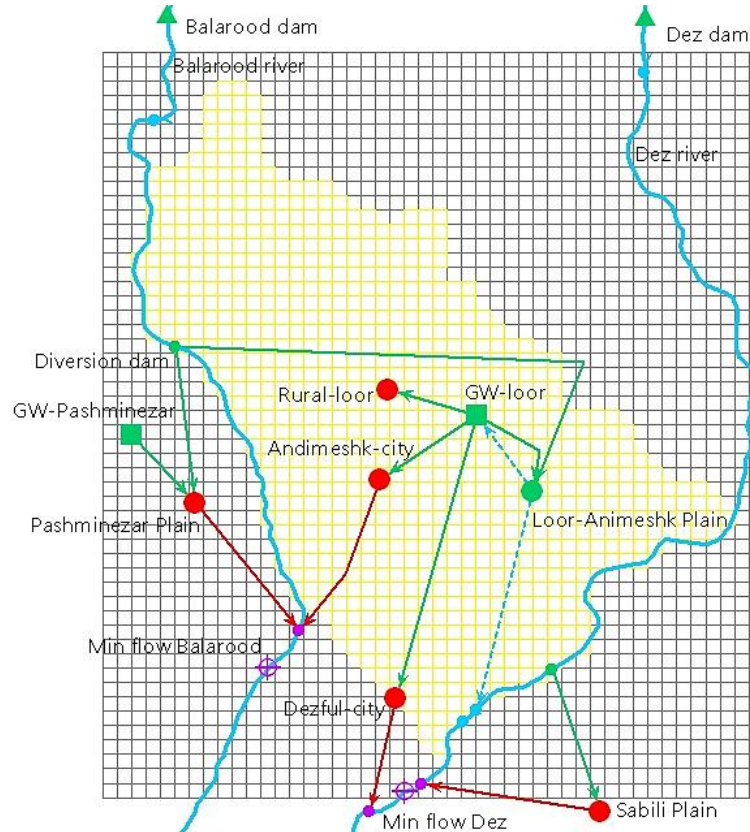 Balarood dam
Dez dam
Balarood river
Dez river
Diversion dam
Rural-loor
GW-loor
GW-Pashminezar
Andimeshk-city
Pashminezar Plain
Loor-Animeshk Plain
Min flow Balarood
Dezful-city
Sabili Plain
Min flow Dez